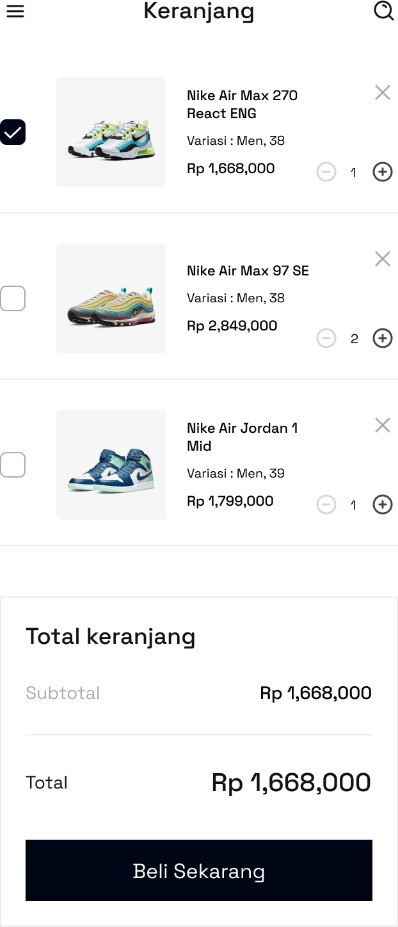 Keranjang
Nike Air Max 270
React ENG
Variasi : Men, 38
Rp 1,668,000
1
Nike Air Max 97 SE
Variasi : Men, 38
Rp 2,849,000
2
Nike Air Jordan 1
Mid
Variasi : Men, 39
Rp 1,799,000
1
Total keranjang
Subtotal Rp 1,668,000
Total Rp 1,668,000
Beli Sekarang